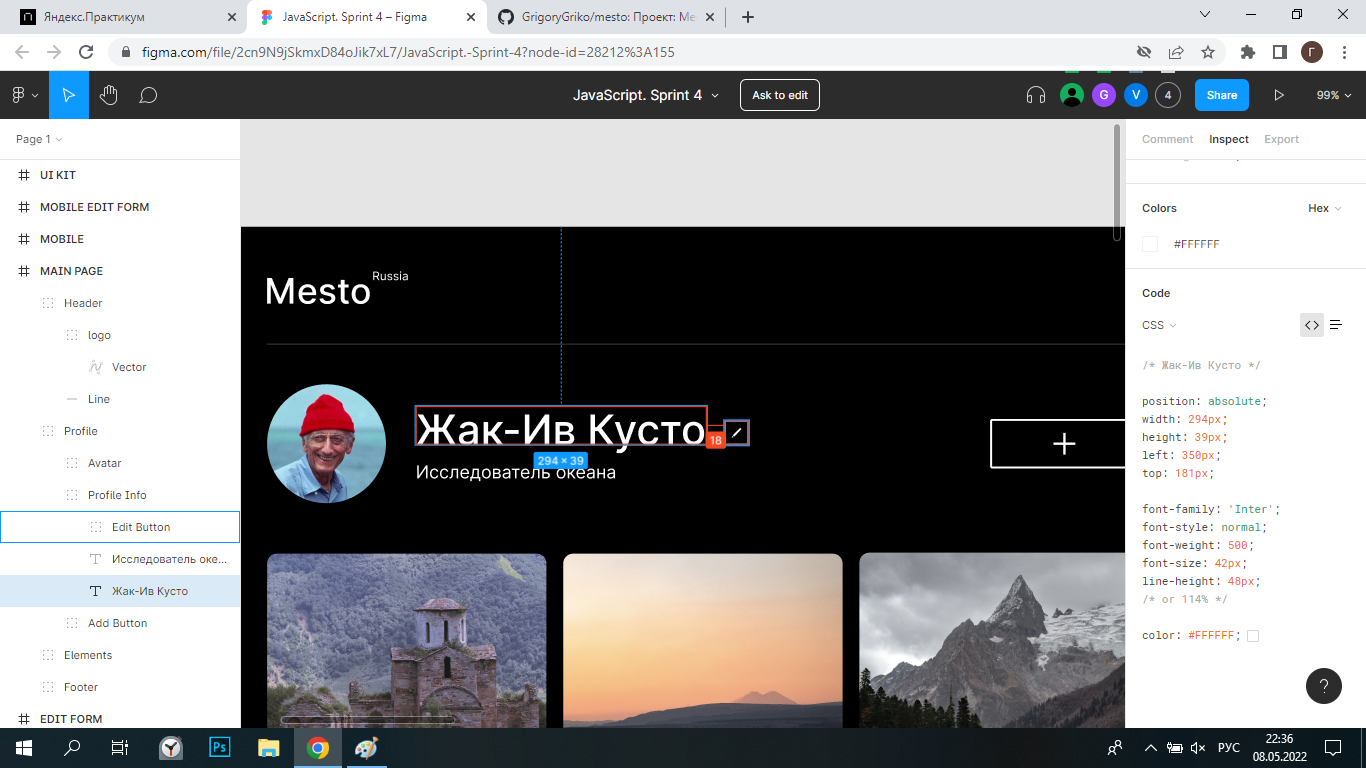 Яндекс.Практикум
JavaScript. Sprint 4 – Figma
GrigoryGriko/mesto: Проект: Ме
figma.com/file/2cn9N9jSkmxD84oJik7xL7/JavaScript.-Sprint-4?node-id=28212%3A155
Г
JavaScript. Sprint 4
Ask to edit
G
V
4
Share
99%
Page 1
UI KIT
MOBILE EDIT FORM
MOBILE
MAIN PAGE
Header
logo
Vector
Line
Profile
Avatar
Profile Info
Edit Button
Исследователь оке...
Жак-Ив Кусто
Add Button
Elements
Footer
EDIT FORM
Mesto
Russia
Жак-Ив Кусто
18
294 × 39
Исследователь океана
Comment
Inspect
Export
Colors
Hex
#FFFFFF
Code
CSS
/* Жак-Ив Кусто */
position: absolute;
width: 294px;
height: 39px;
left: 350px;
top: 181px;
font-family: 'Inter';
font-style: normal;
font-weight: 500;
font-size: 42px;
line-height: 48px;
/* or 114% */
color: #FFFFFF;
?
Ps
РУС
22:36
08.05.2022